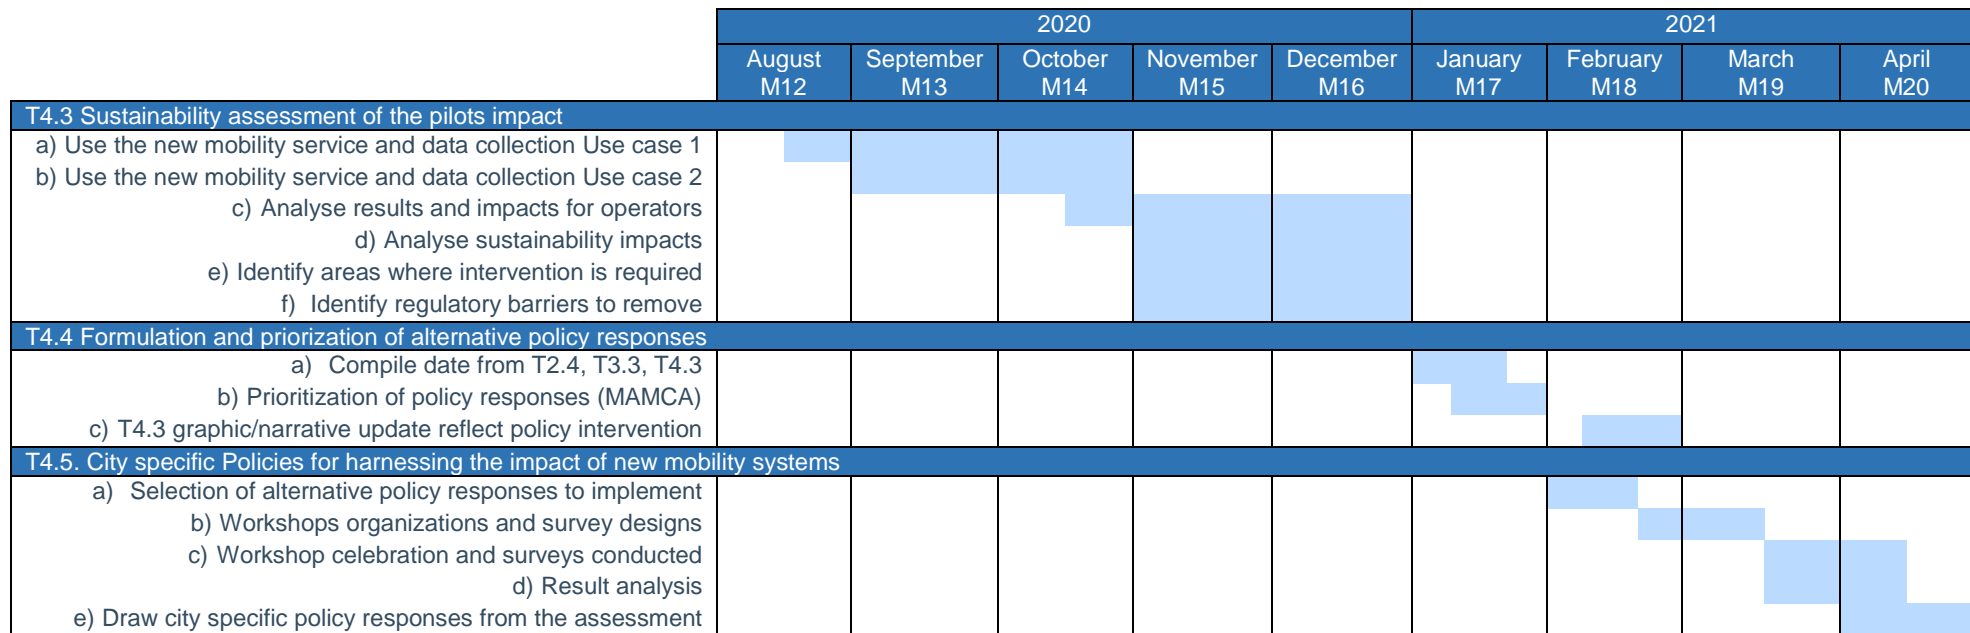 2020 2021
August September October November December January February March April
M12 M13 M14 M15 M16 M17 M18 M19 M20
T4.3 Sustainability assessment of the pilots impact
a) Use the new mobility service and data collection Use case 1
b) Use the new mobility service and data collection Use case 2
c) Analyse results and impacts for operators
d) Analyse sustainability impacts
e) Identify areas where intervention is required
f) Identify regulatory barriers to remove
T4.4 Formulation and priorization of alternative policy responses
a) Compile date from T2.4, T3.3, T4.3
b) Prioritization of policy responses (MAMCA)
c) T4.3 graphic/narrative update reflect policy intervention
T4.5. City specific Policies for harnessing the impact of new mobility systems
a) Selection of alternative policy responses to implement
b) Workshops organizations and survey designs
c) Workshop celebration and surveys conducted
d) Result analysis
e) Draw city specific policy responses from the assessment